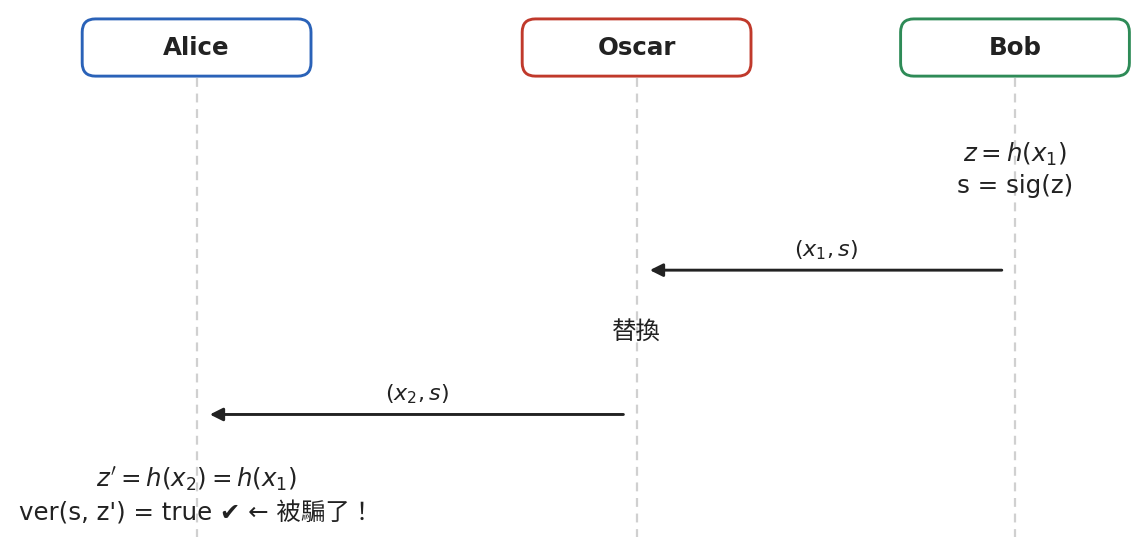 Alice
Oscar
Bob
z = h(x₁)
s = sig(z)
(x₁, s)
替換
(x₂, s)
z′ = h(x₂) = h(x₁)
ver(s, z') = true ✔ ← 被騙了！